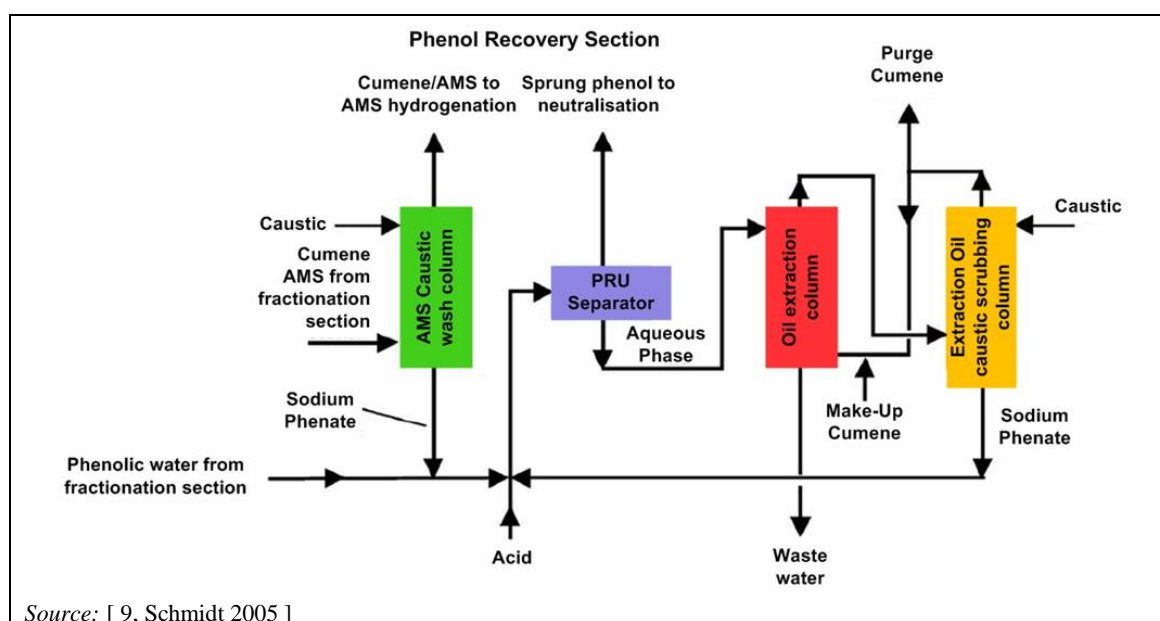 Phenol Recovery Section
Purge
Cumene
Cumene/AMS to
AMS hydrogenation
Sprung phenol to
neutralisation
Caustic
Cumene
AMS from
fractionation
section
AMS Caustic
wash column
PRU
Separator
Aqueous
Phase
Oil extraction
column
Extraction Oil
caustic scrubbing
column
Caustic
Sodium
Phenate
Make-Up
Cumene
Sodium
Phenate
Phenolic water from
fractionation section
Acid
Waste
water
Source: [ 9, Schmidt 2005 ]